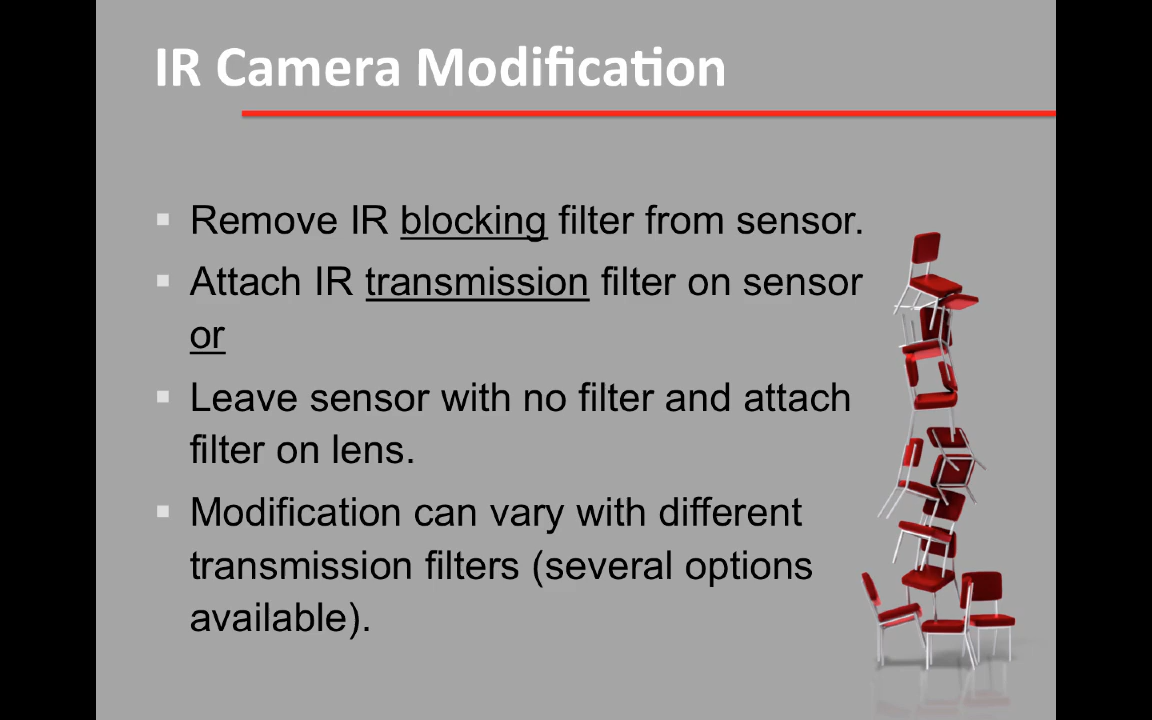 IR Camera Modification
Remove IR blocking filter from sensor.
Attach IR transmission filter on sensor
or
Leave sensor with no filter and attach
filter on lens.
Modification can vary with different
transmission filters (several options
available).